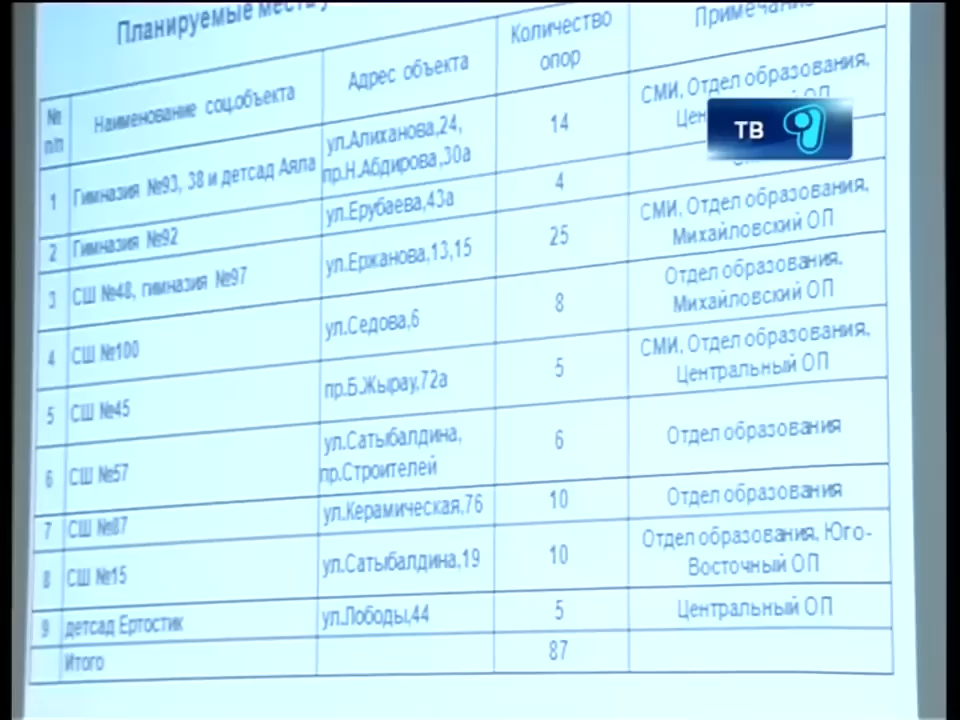 Планируемые места
№ п/п
Наименование соц.объекта
Адрес объекта
Количество
опор
Примечание
1
Гимназия №93, 38 и детсад Аяла
ул.Алиханова,24,
пр.Н.Абдирова,30а
14
СМИ, Отдел образования,
ОП
ТВ
2
Гимназия №92
ул.Ерубаева,43а
4
3
СШ №48, гимназия №97
ул.Ержанова,13,15
25
СМИ, Отдел образования,
Михайловский ОП
4
СШ №100
ул.Седова,6
8
Отдел образования,
Михайловский ОП
5
СШ №45
пр.Б.Жырау,72а
5
СМИ, Отдел образования,
Центральный ОП
6
СШ №57
ул.Сатыбалдина,
пр.Строителей
6
Отдел образования
7
СШ №87
ул.Керамическая,76
10
Отдел образования
8
СШ №15
ул.Сатыбалдина,19
10
Отдел образования, Юго-
Восточный ОП
9
детсад Ертостик
ул.Лободы,44
5
Центральный ОП
Итого
87